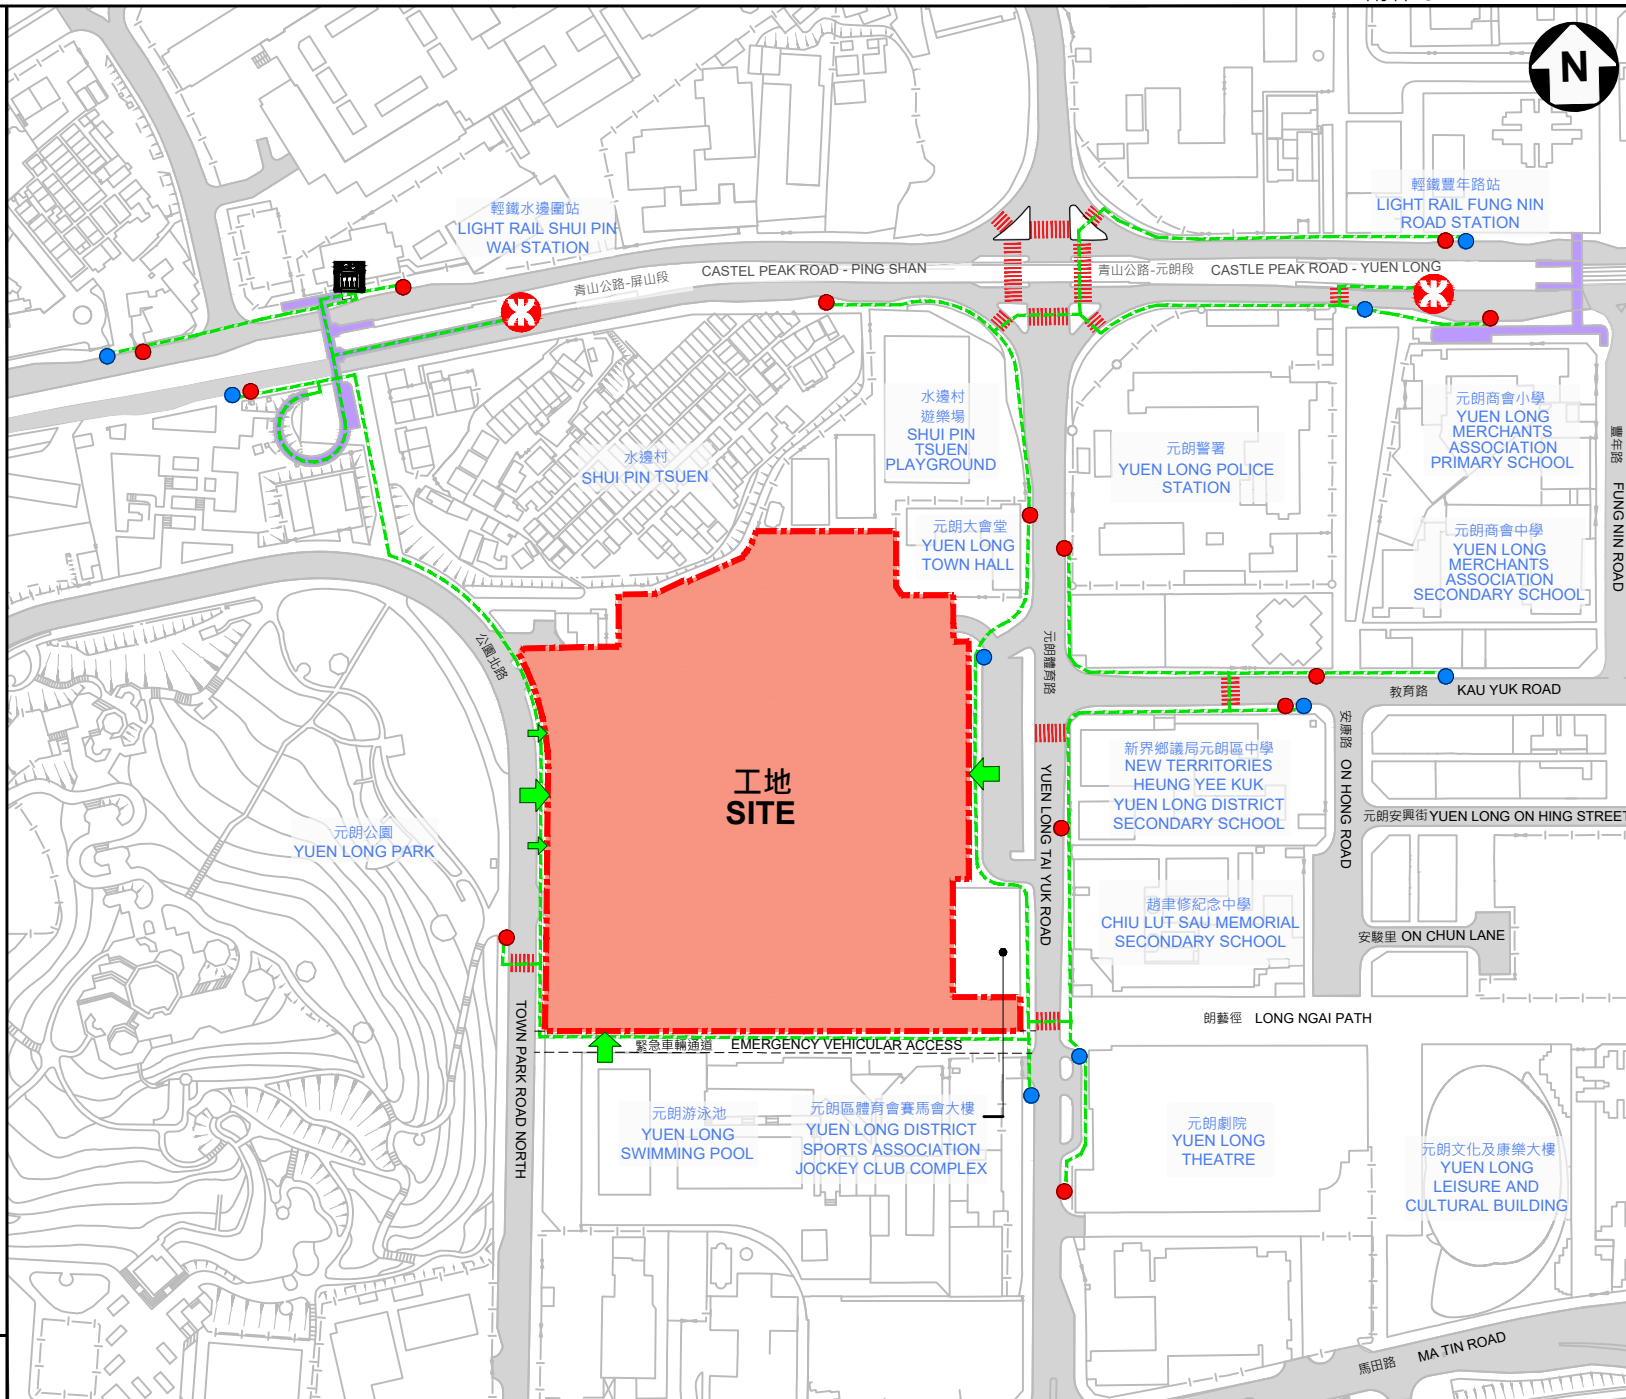 N
輕鐵水邊圍站
LIGHT RAIL SHUI PIN
WAI STATION
輕鐵豐年路站
LIGHT RAIL FUNG NIN
ROAD STATION
青山公路-屏山段
CASTEL PEAK ROAD - PING SHAN
青山公路-元朗段
CASTLE PEAK ROAD - YUEN LONG
水邊村
遊樂場
SHUI PIN
TSUEN
PLAYGROUND
水邊村
SHUI PIN TSUEN
元朗警署
YUEN LONG POLICE
STATION
元朗商會小學
YUEN LONG
MERCHANTS
ASSOCIATION
PRIMARY SCHOOL
豐年路 FUNG NIN ROAD
元朗大會堂
YUEN LONG
TOWN HALL
元朗商會中學
YUEN LONG
MERCHANTS
ASSOCIATION
SECONDARY SCHOOL
公園北路
元朗體育路
教育路 KAU YUK ROAD
工地
SITE
新界鄉議局元朗區中學
NEW TERRITORIES
HEUNG YEE KUK
YUEN LONG DISTRICT
SECONDARY SCHOOL
安康路 ON HONG ROAD
元朗安興街 YUEN LONG ON HING STREET
元朗公園
YUEN LONG PARK
YUEN LONG TAI YUK ROAD
趙聿修紀念中學
CHIU LUT SAU MEMORIAL
SECONDARY SCHOOL
安駿里 ON CHUN LANE
朗藝徑 LONG NGAI PATH
TOWN PARK ROAD NORTH
緊急車輛通道 EMERGENCY VEHICULAR ACCESS
元朗游泳池
YUEN LONG
SWIMMING POOL
元朗區體育會賽馬會大樓
YUEN LONG DISTRICT
SPORTS ASSOCIATION
JOCKEY CLUB COMPLEX
元朗劇院
YUEN LONG
THEATRE
元朗文化及康樂大樓
YUEN LONG
LEISURE AND
CULTURAL BUILDING
馬田路 MA TIN ROAD